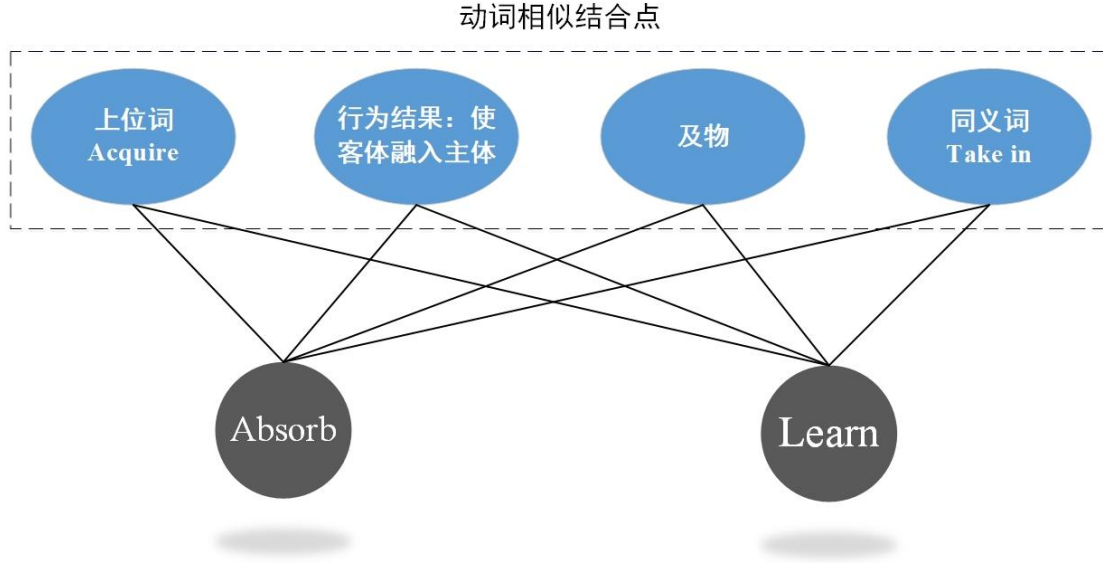 动词相似结合点
上位词
Acquire
行为结果：使
客体融入主体
及物
同义词
Take in
Absorb
Learn